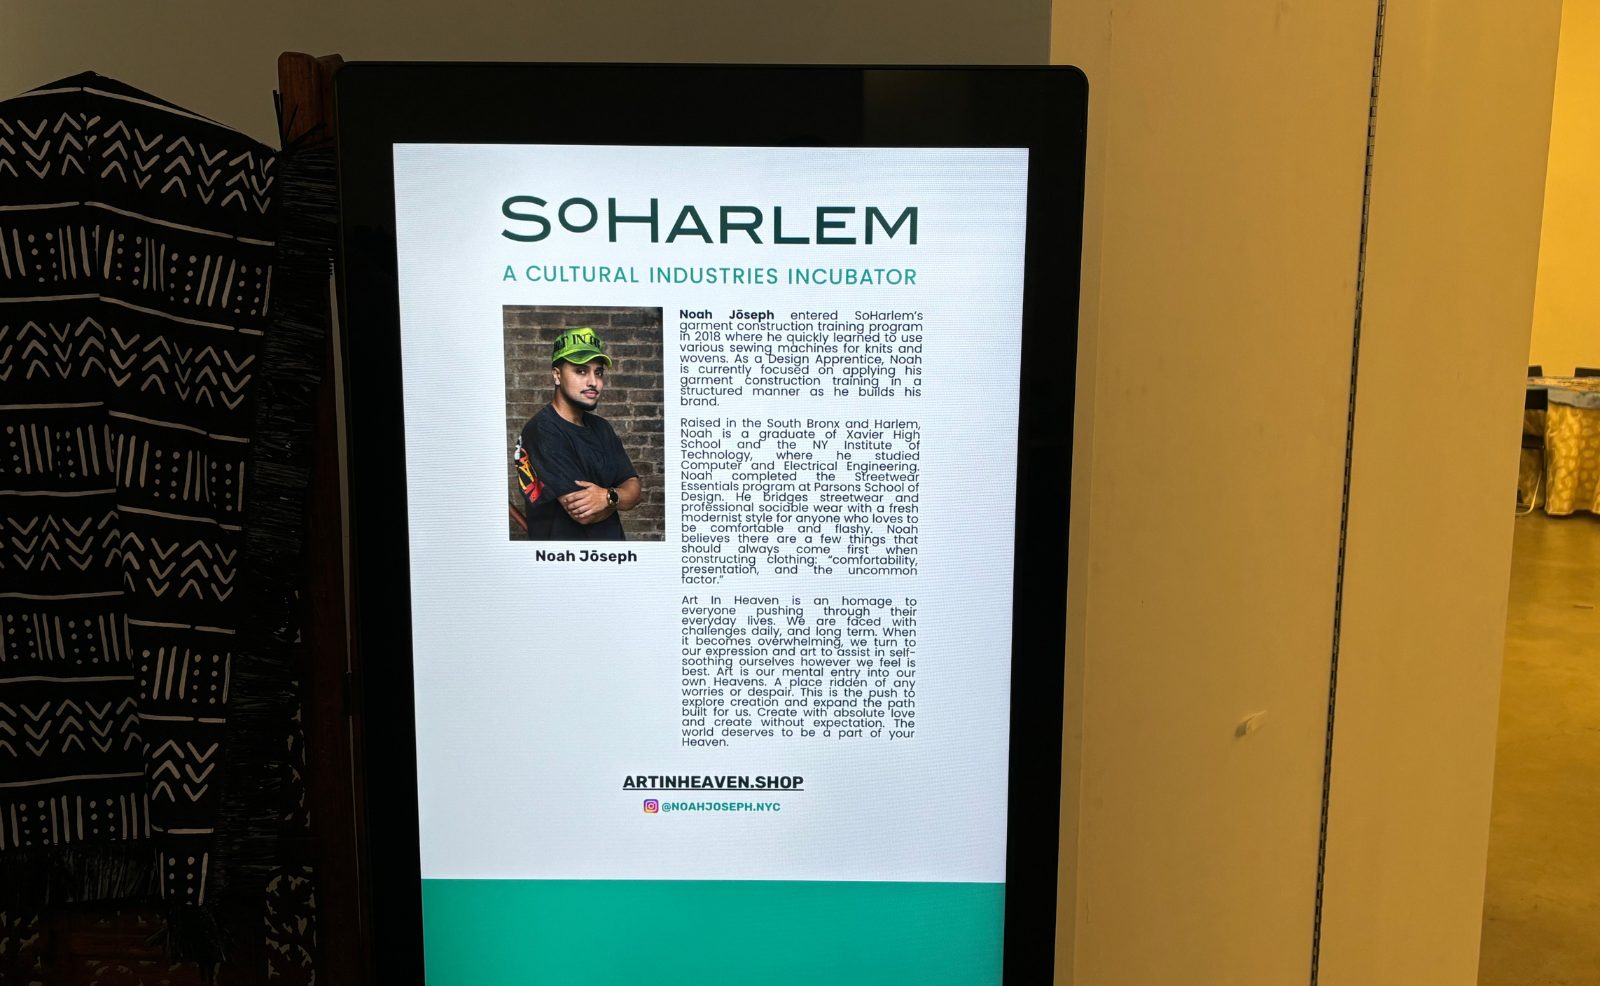 SOHARLEM
A CULTURAL INDUSTRIES INCUBATOR
Noah Jōseph entered SoHarlem's
garment construction training program
in 2018 where he quickly learned to use
various sewing machines for knits and
wovens. As a Design Apprentice, Noah
is currently focused on applying his
garment construction training in a
structured manner as he builds his
brand.
Raised in the South Bronx and Harlem,
Noah is a graduate of Xavier High
School and the NY Institute of
Technology, where he studied
Computer and Electrical Engineering.
Noah completed the Streetwear
Essentials program at Parsons School of
Design. He bridges streetwear and
professional sociable wear with a fresh
modernist style for anyone who loves to
be comfortable and flashy. Noah
believes there are a few things that
should always come first when
constructing clothing: "comfortability,
presentation, and the uncommon
factor."
Noah Jōseph
Art In Heaven is an homage to
everyone pushing through their
everyday lives. We are faced with
challenges daily, and long term. When
it becomes overwhelming, we turn to
our expression and art to assist in self-
soothing ourselves however we feel is
best. Art is our mental entry into our
own Heavens. A place ridden of any
worries or despair. This is the push to
explore creation and expand the path
built for us. Create with absolute love
and create without expectation. The
world deserves to be a part of your
Heaven.
ARTINHEAVEN.SHOP
@NOAHJOSEPH.NYC